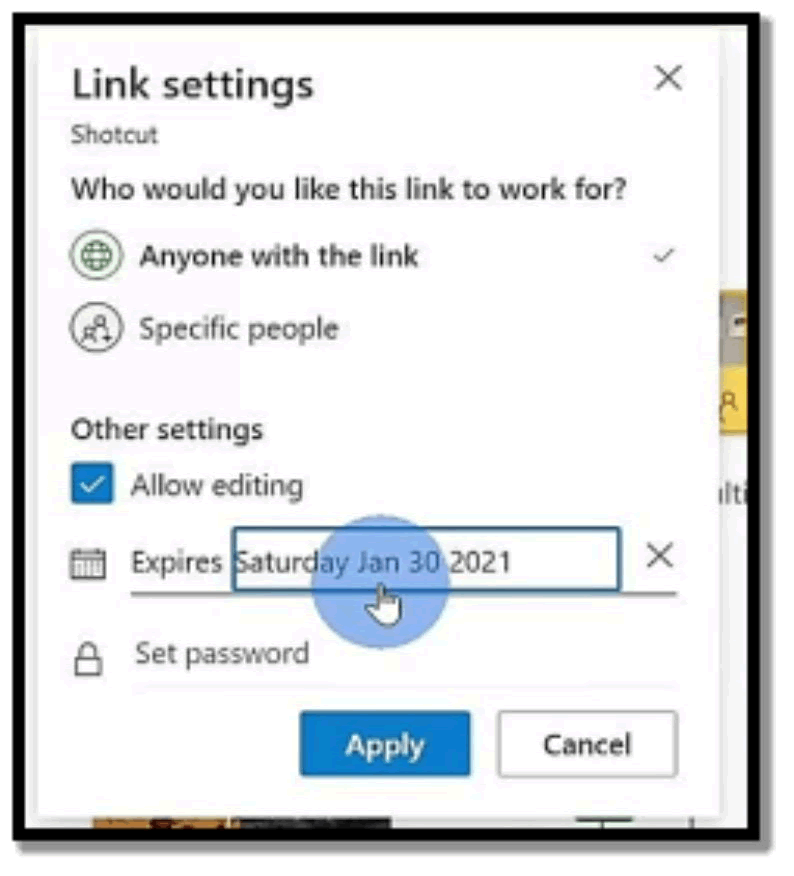 Link settings
Shotcut
Who would you like this link to work for?
Anyone with the link
Specific people
Other settings
Allow editing
Expires Saturday Jan 30 2021
Set password
Apply Cancel